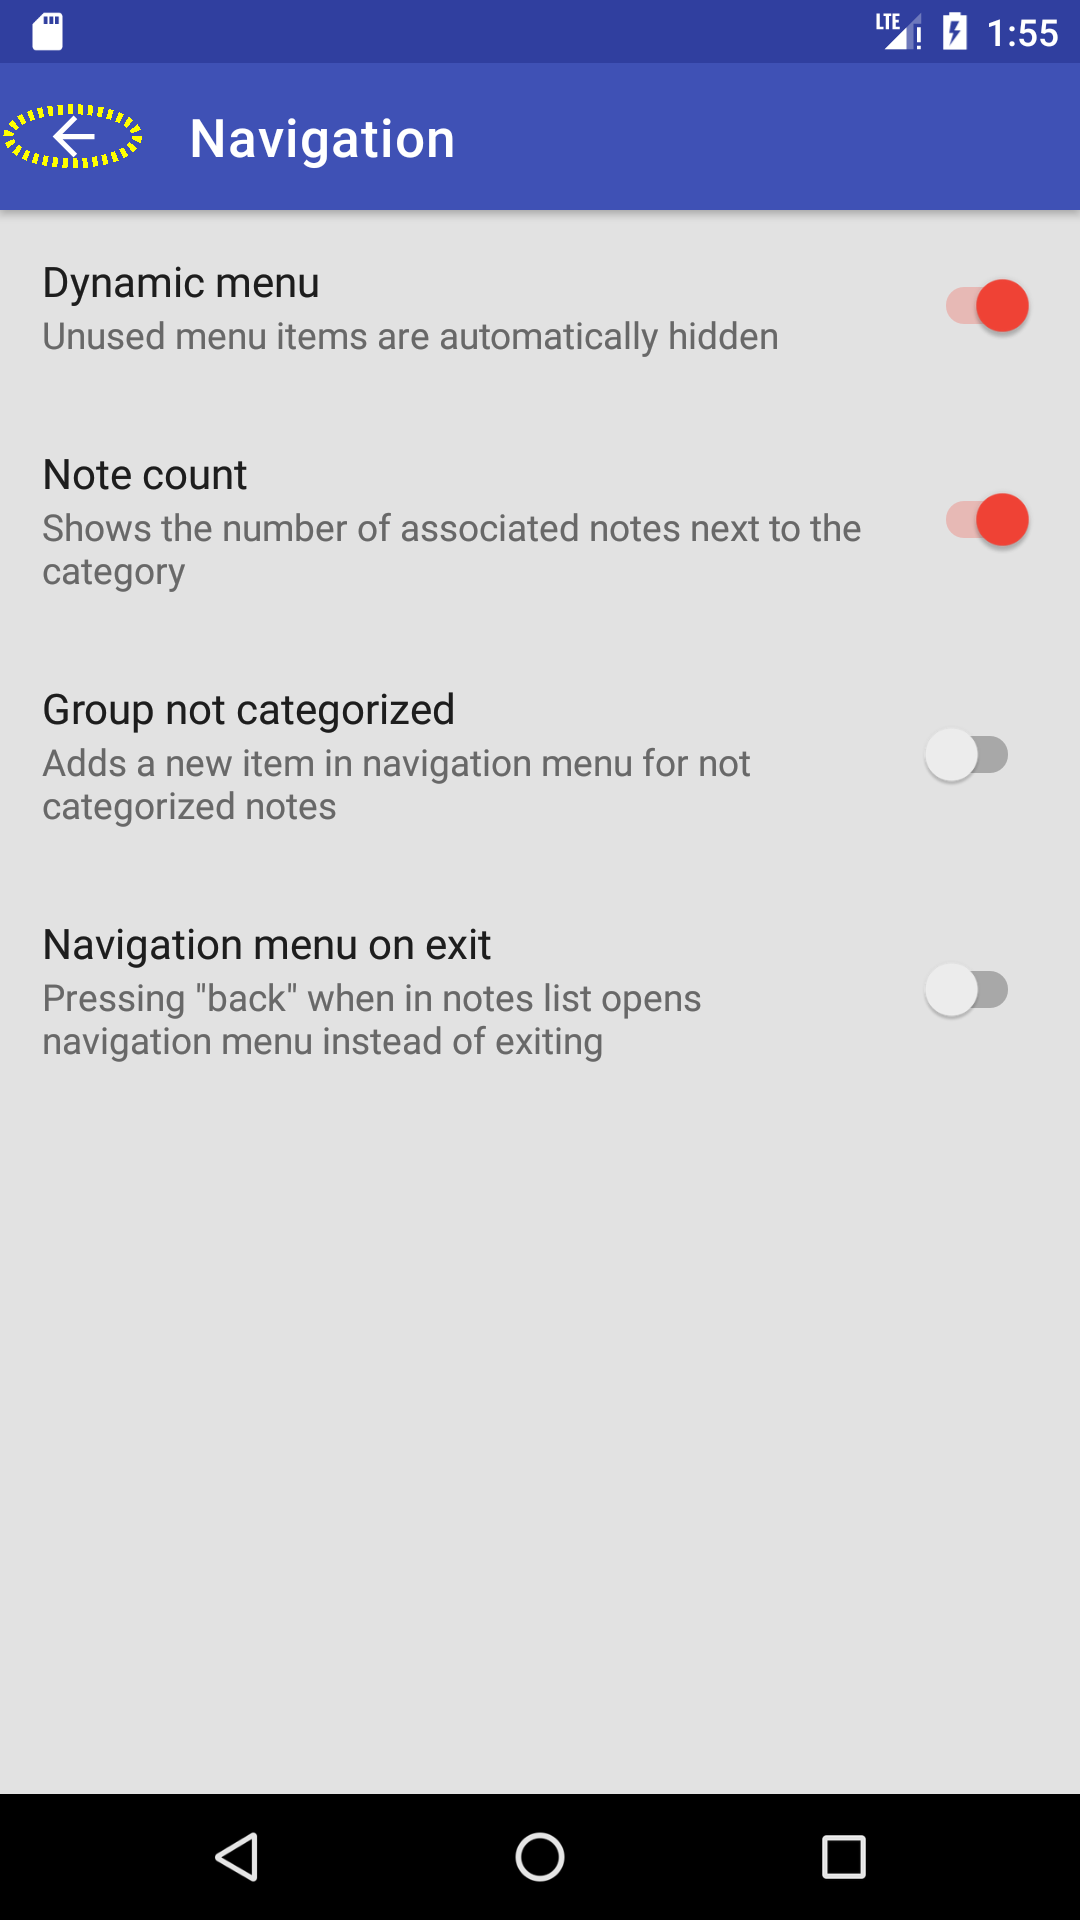 LTE 1:55
Navigation
Dynamic menu
Unused menu items are automatically hidden
Note count
Shows the number of associated notes next to the
category
Group not categorized
Adds a new item in navigation menu for not
categorized notes
Navigation menu on exit
Pressing "back" when in notes list opens
navigation menu instead of exiting